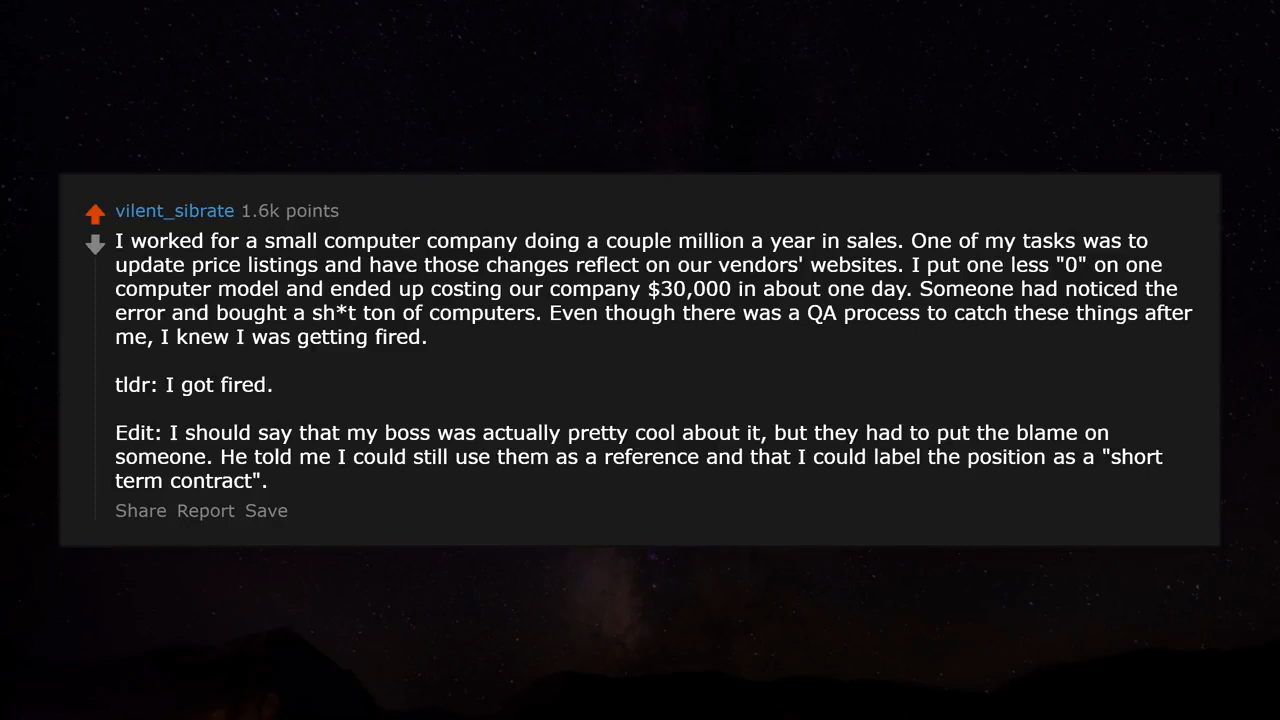 vilent_sibrate 1.6k points
I worked for a small computer company doing a couple million a year in sales. One of my tasks was to
update price listings and have those changes reflect on our vendors' websites. I put one less "0" on one
computer model and ended up costing our company $30,000 in about one day. Someone had noticed the
error and bought a sh*t ton of computers. Even though there was a QA process to catch these things after
me, I knew I was getting fired.
tldr: I got fired.
Edit: I should say that my boss was actually pretty cool about it, but they had to put the blame on
someone. He told me I could still use them as a reference and that I could label the position as a "short
term contract".
Share Report Save